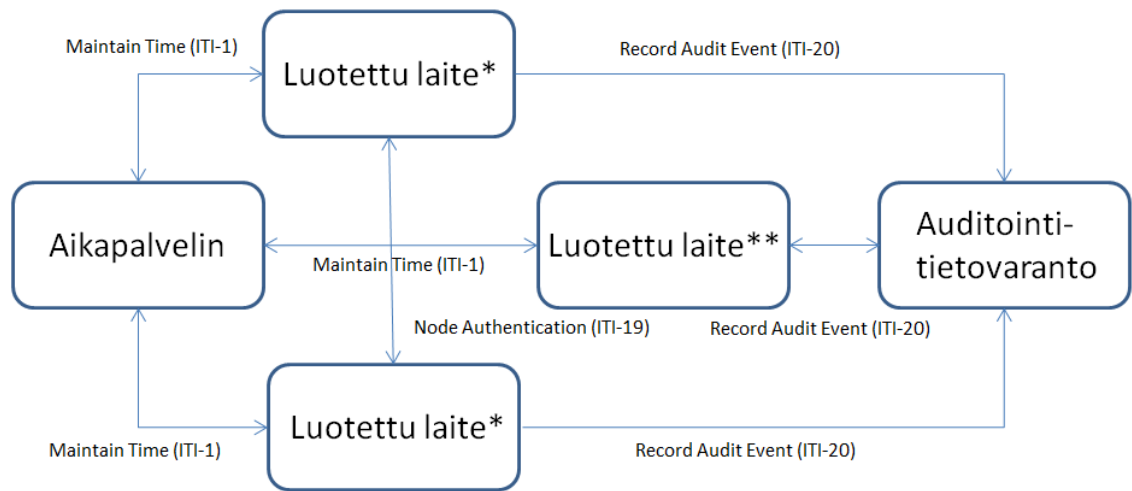 Maintain Time (ITI-1)
Luotettu laite*
Record Audit Event (ITI-20)
Aikapalvelin
Maintain Time (ITI-1)
Luotettu laite**
Auditointi-
tietovaranto
Node Authentication (ITI-19)
Record Audit Event (ITI-20)
Maintain Time (ITI-1)
Luotettu laite*
Record Audit Event (ITI-20)